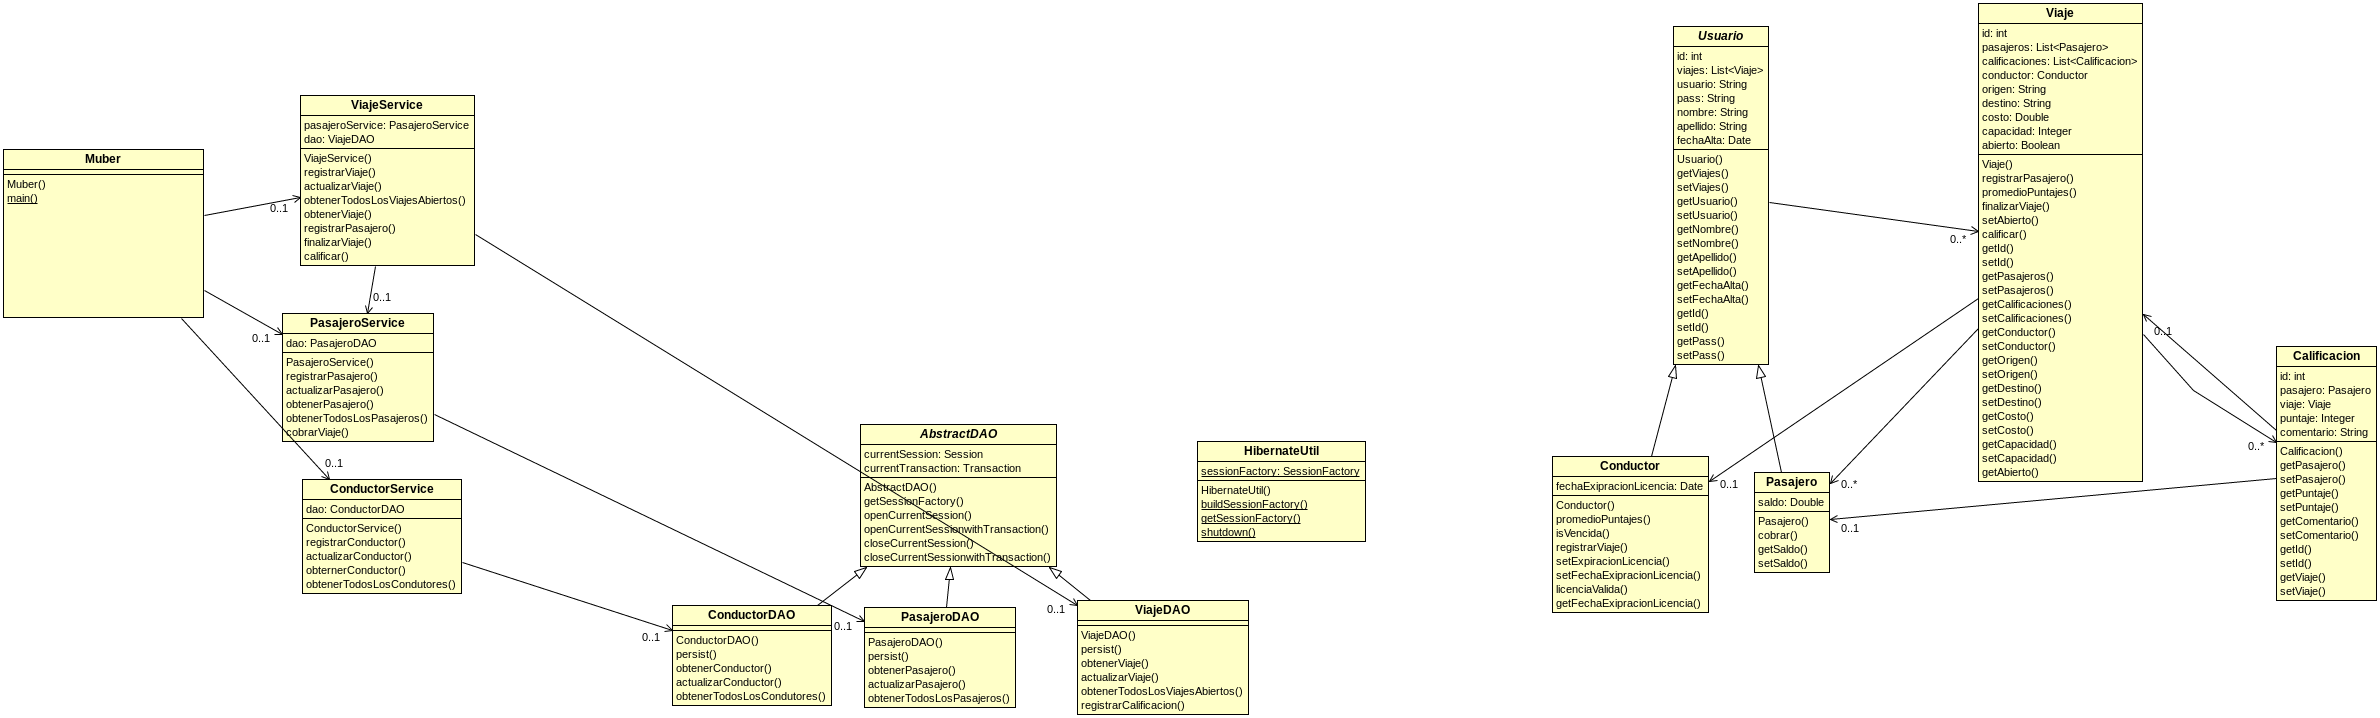 Muber
Muber()
main()
0..1
0..1
0..1
ViajeService
pasajeroService: PasajeroService
dao: ViajeDAO
ViajeService()
registrarViaje()
actualizarViaje()
obtenerTodosLosViajesAbiertos()
obtenerViaje()
registrarPasajero()
finalizarViaje()
calificar()
0..1
PasajeroService
dao: PasajeroDAO
PasajeroService()
registrarPasajero()
actualizarPasajero()
obtenerPasajero()
obtenerTodosLosPasajeros()
cobrarViaje()
ConductorService
dao: ConductorDAO
ConductorService()
registrarConductor()
actualizarConductor()
obternerConductor()
obtenerTodosLosCondutores()
0..1
ConductorDAO
ConductorDAO()
persist()
obtenerConductor()
actualizarConductor()
obtenerTodosLosCondutores()
0..1
AbstractDAO
currentSession: Session
currentTransaction: Transaction
AbstractDAO()
getSessionFactory()
openCurrentSession()
openCurrentSessionwithTransaction()
closeCurrentSession()
closeCurrentSessionwithTransaction()
PasajeroDAO
PasajeroDAO()
persist()
obtenerPasajero()
actualizarPasajero()
obtenerTodosLosPasajeros()
0..1
ViajeDAO
ViajeDAO()
persist()
obtenerViaje()
actualizarViaje()
obtenerTodosLosViajesAbiertos()
registrarCalificacion()
HibernateUtil
sessionFactory: SessionFactory
HibernateUtil()
buildSessionFactory()
getSessionFactory()
shutdown()
Usuario
id: int
viajes: List<Viaje>
usuario: String
pass: String
nombre: String
apellido: String
fechaAlta: Date
Usuario()
getViajes()
setViajes()
getUsuario()
setUsuario()
getNombre()
setNombre()
getApellido()
setApellido()
getFechaAlta()
setFechaAlta()
getId()
setId()
getPass()
setPass()
0..*
Conductor
fechaExipracionLicencia: Date
Conductor()
promedioPuntajes()
isVencida()
registrarViaje()
setExpircionLicencia()
setFechaExipracionLicencia()
licenciaValida()
getFechaExipracionLicencia()
0..1
Pasajero
saldo: Double
Pasajero()
cobrar()
getSaldo()
setSaldo()
0..*
0..1
Viaje
id: int
pasajeros: List<Pasajero>
calificaciones: List<Calificacion>
conductor: Conductor
origen: String
destino: String
costo: Double
capacidad: Integer
abierto: Boolean
Viaje()
registrarPasajero()
promedioPuntajes()
finalizarViaje()
setAbierto()
calificar()
getId()
setId()
getPasajeros()
setPasajeros()
getCalificaciones()
setCalificaciones()
getConductor()
setConductor()
getOrigen()
setOrigen()
getDestino()
setDestino()
getCosto()
setCosto()
getCapacidad()
setCapacidad()
getAbierto()
0..1
0..*
Calificacion
id: int
pasajero: Pasajero
viaje: Viaje
puntaje: Integer
comentario: String
Calificacion()
getPasajero()
setPasajero()
getPuntaje()
setPuntaje()
getComentario()
setComentario()
getId()
setId()
getViaje()
setViaje()